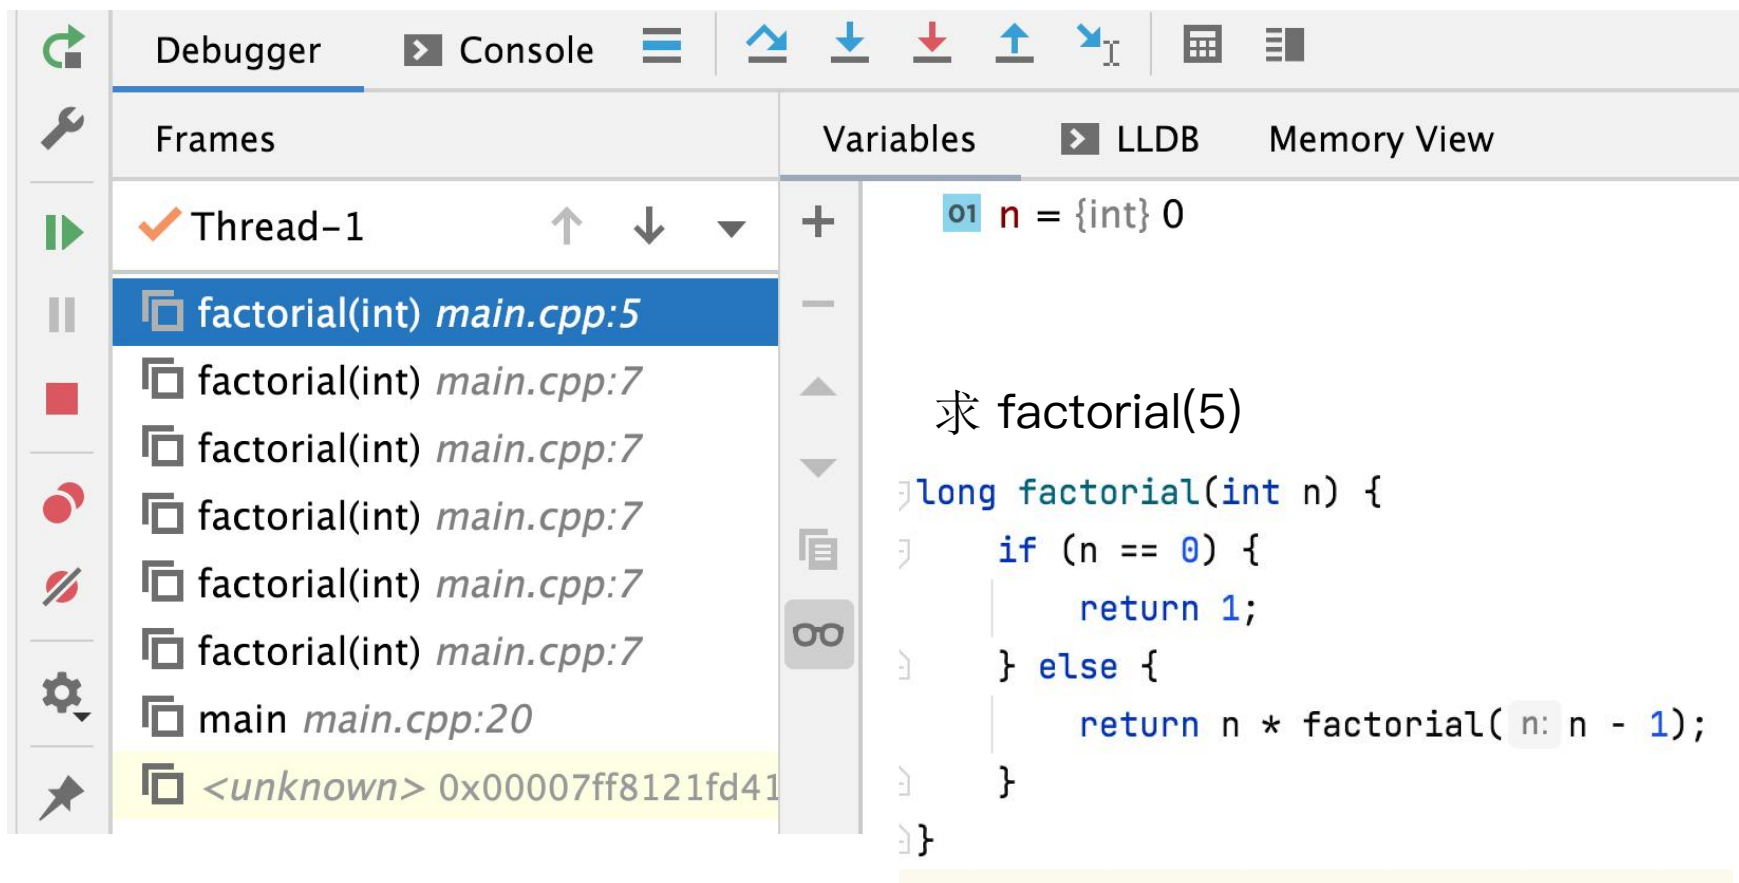 Debugger Console
Frames
Variables LLDB Memory View
Thread-1
01 n = {int} 0
factorial(int) main.cpp:5
factorial(int) main.cpp:7
factorial(int) main.cpp:7
factorial(int) main.cpp:7
factorial(int) main.cpp:7
factorial(int) main.cpp:7
main main.cpp:20
<unknown> 0x00007ff8121fd41
求 factorial(5)
long factorial(int n) {
if (n == 0) {
return 1;
} else {
return n * factorial( n: n - 1);
}
}